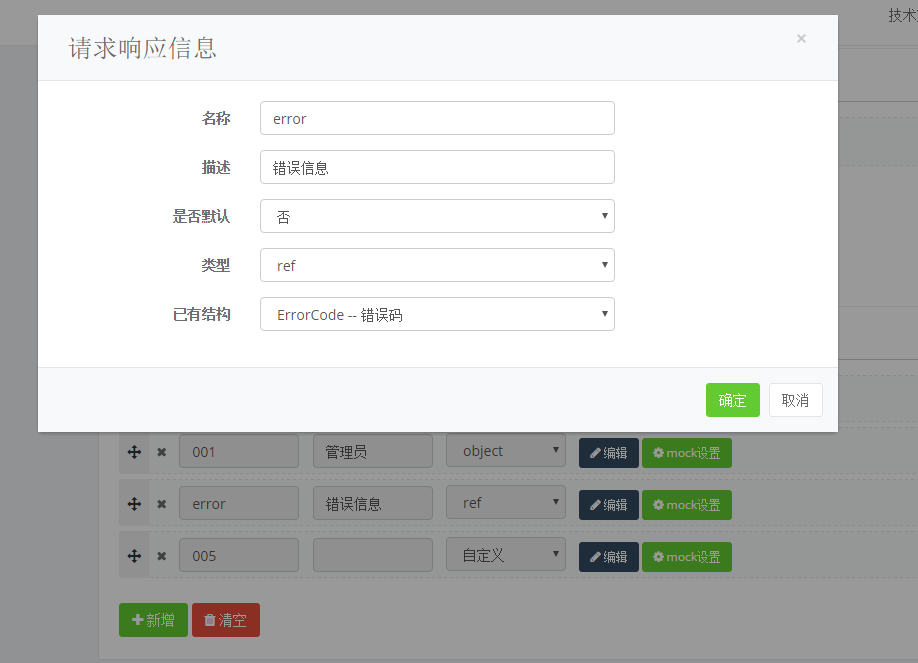 技术
请求响应信息
×
名称 error
描述 错误信息
是否默认 否
类型 ref
已有结构 ErrorCode -- 错误码
确定 取消
001 管理员 object 编辑 mock设置
error 错误信息 ref 编辑 mock设置
005 自定义 编辑 mock设置
新增 清空